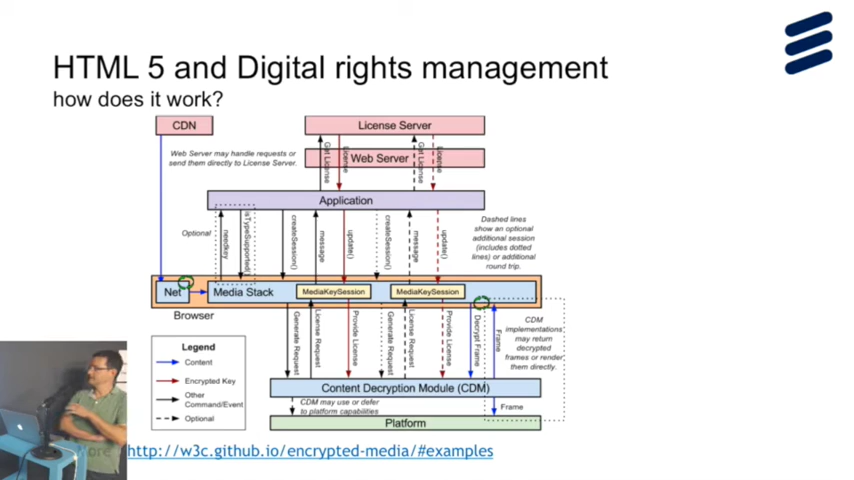 HTML 5 and Digital rights management
how does it work?
CDN
License Server
Web Server may handle requests or
send them directly to License Server.
Get License
License
Web Server
Get License
License
Application
Optional
needkey
isTypeSupported()
createSession()
message
update()
createSession()
message
update()
Dashed lines
show an optional
additional session
(includes dotted
lines) or additional
round trip.
Net
Media Stack
MediaKeySession
MediaKeySession
Browser
Generate Request
License Request
Provide License
Generate Request
License Request
Provide License
Decrypt Frame
Frame
CDM
implementations
may return
decrypted
frames or render
them directly.
Legend
Content
Encrypted Key
Other
Command/Event
Optional
Content Decryption Module (CDM)
CDM may use or defer
to platform capabilities
Frame
Platform
http://w3c.github.io/encrypted-media/#examples